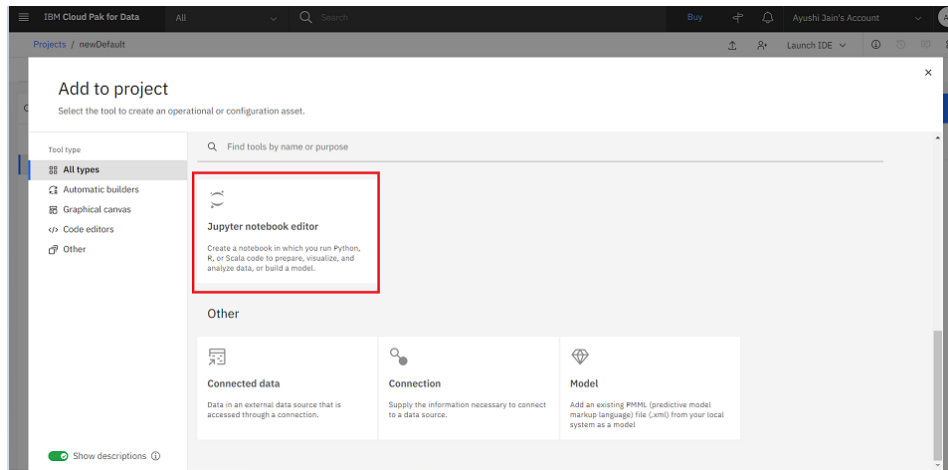 IBM Cloud Pak for Data
All
Search
Buy
Ayushi Jain's Account
Projects / newDefault
Launch IDE
Add to project
Select the tool to create an operational or configuration asset.
Tool type
All types
Automatic builders
Graphical canvas
Code editors
Other
Show descriptions
Find tools by name or purpose
Jupyter notebook editor
Create a notebook in which you run Python,
R, or Scala code to prepare, visualize, and
analyze data, or build a model.
Other
Connected data
Data in an external data source that is
accessed through a connection.
Connection
Supply the information necessary to connect
to a data source.
Model
Add an existing PMML (predictive model
markup language) file (.xml) from your local
system as a model